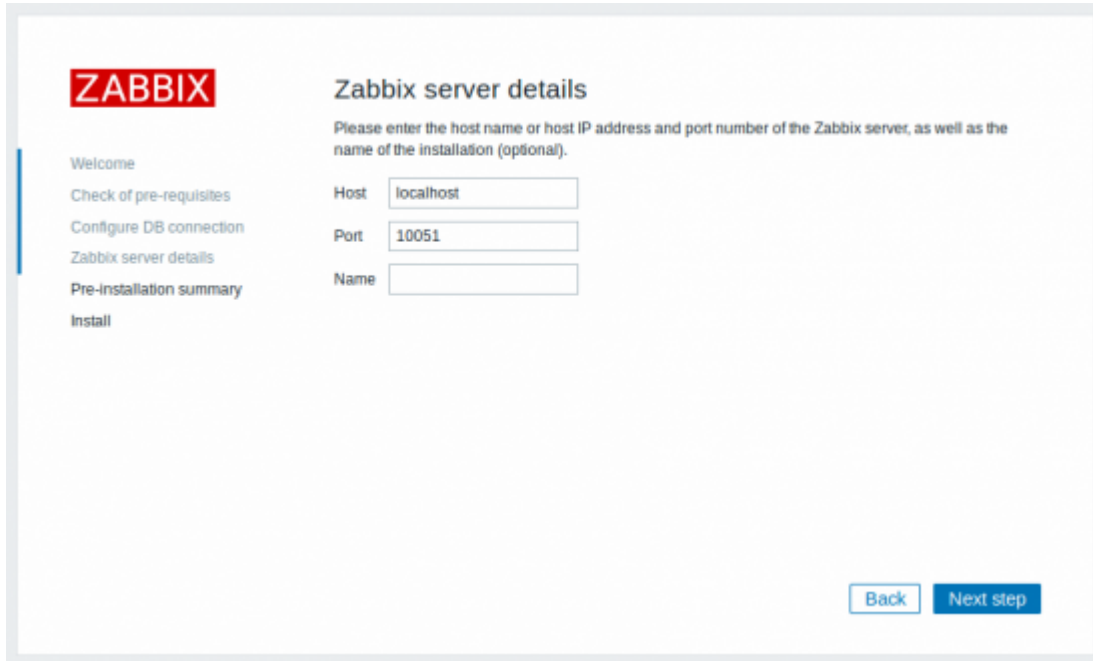 ZABBIX
Welcome
Check of pre-requisites
Configure DB connection
Zabbix server details
Pre-installation summary
Install
Zabbix server details
Please enter the host name or host IP address and port number of the Zabbix server, as well as the
name of the installation (optional).
Host localhost
Port 10051
Name
Back Next step